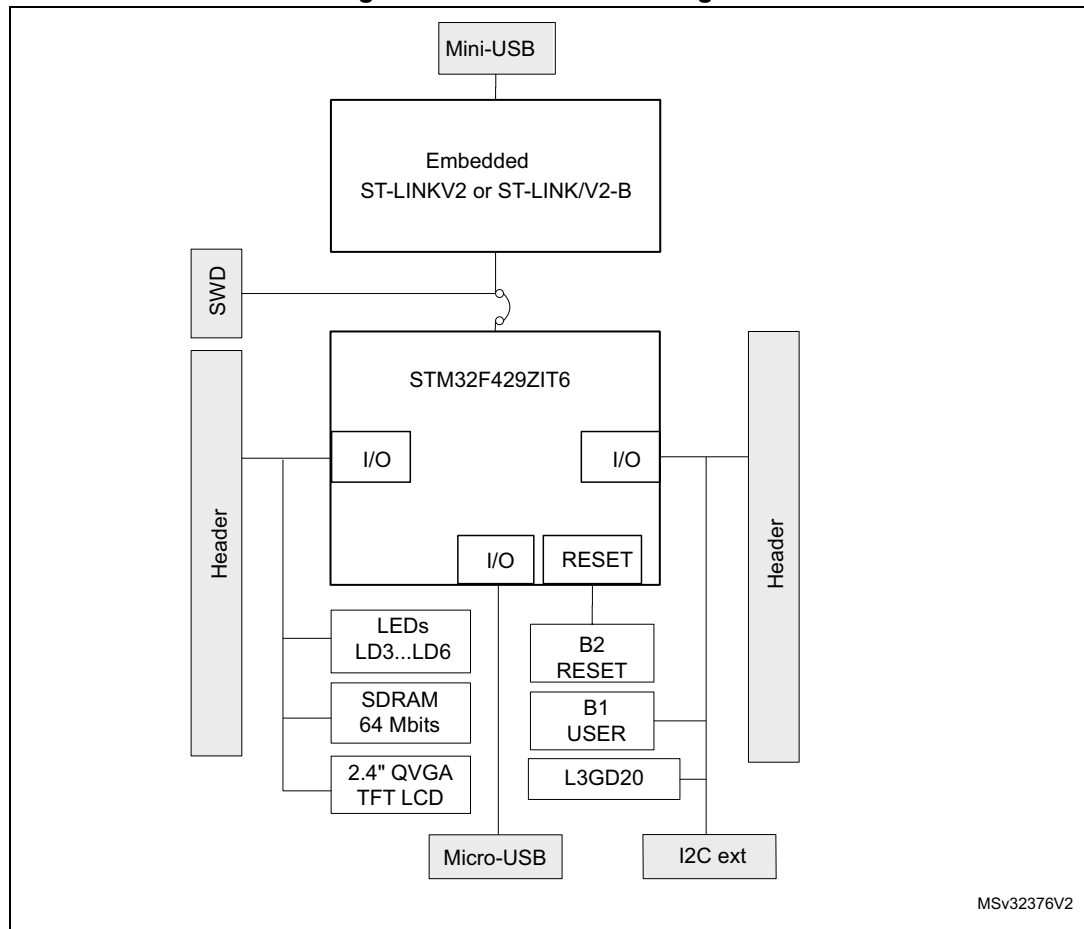 Mini-USB
Embedded
ST-LINKV2 or ST-LINK/V2-B
SWD
STM32F429ZIT6
I/O
I/O
Header
Header
I/O
RESET
LEDs
LD3...LD6
B2
RESET
SDRAM
64 Mbits
B1
USER
2.4" QVGA
TFT LCD
L3GD20
Micro-USB
I2C ext
MSv32376V2